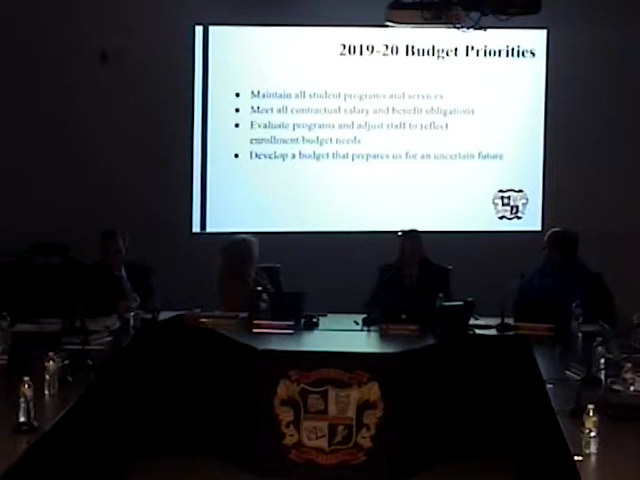 2019-20 Budget Priorities
● Maintain all student programs and services
● Meet all contractual salary and benefit obligations
● Evaluate programs and adjust staff to reflect
enrollment/budget needs
● Develop a budget that prepares us for an uncertain future